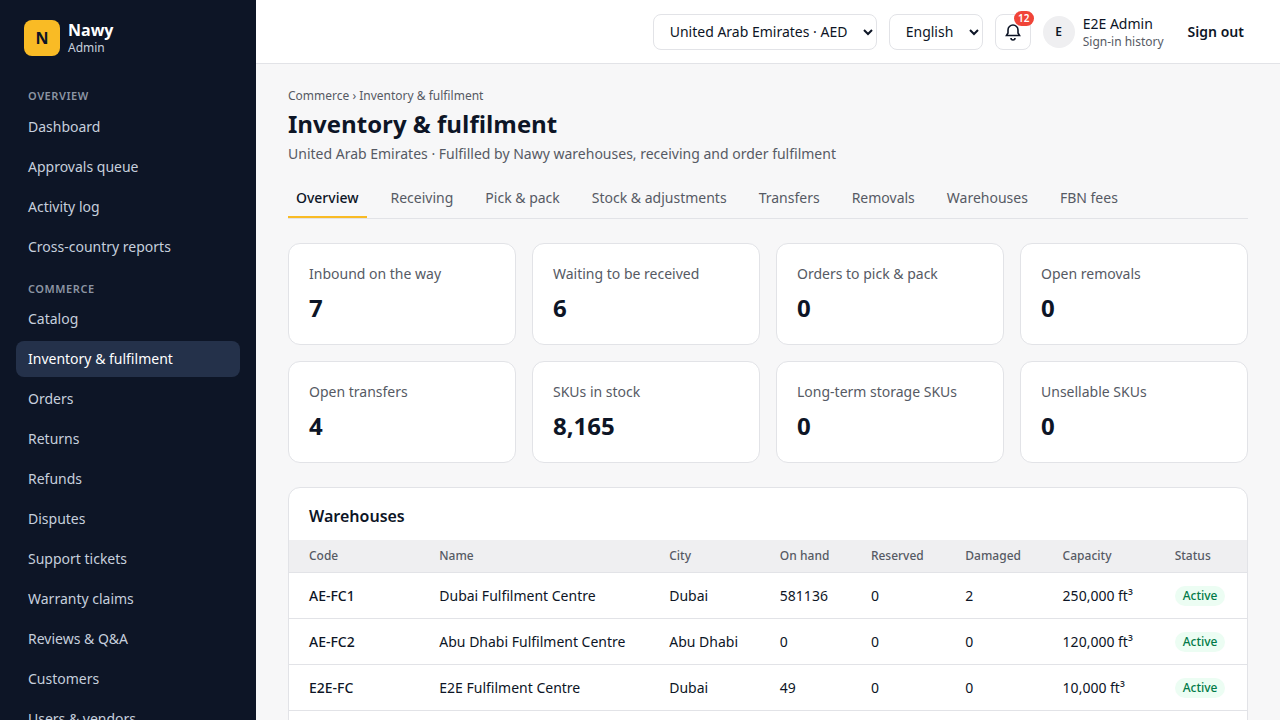 N
Nawy
Admin
OVERVIEW
Dashboard
Approvals queue
Activity log
Cross-country reports
COMMERCE
Catalog
Inventory & fulfilment
Orders
Returns
Refunds
Disputes
Support tickets
Warranty claims
Reviews & Q&A
Customers
Users & vendors
United Arab Emirates · AED
English
12
E
E2E Admin
Sign-in history
Sign out
Commerce › Inventory & fulfilment
Inventory & fulfilment
United Arab Emirates · Fulfilled by Nawy warehouses, receiving and order fulfilment
Overview Receiving Pick & pack Stock & adjustments Transfers Removals Warehouses FBN fees
Inbound on the way Waiting to be received Orders to pick & pack Open removals
7 6 0 0
Open transfers SKUs in stock Long-term storage SKUs Unsellable SKUs
4 8,165 0 0
Warehouses
Code Name City On hand Reserved Damaged Capacity Status
AE-FC1 Dubai Fulfilment Centre Dubai 581136 0 2 250,000 ft³ Active
AE-FC2 Abu Dhabi Fulfilment Centre Abu Dhabi 0 0 0 120,000 ft³ Active
E2E-FC E2E Fulfilment Centre Dubai 49 0 0 10,000 ft³ Active